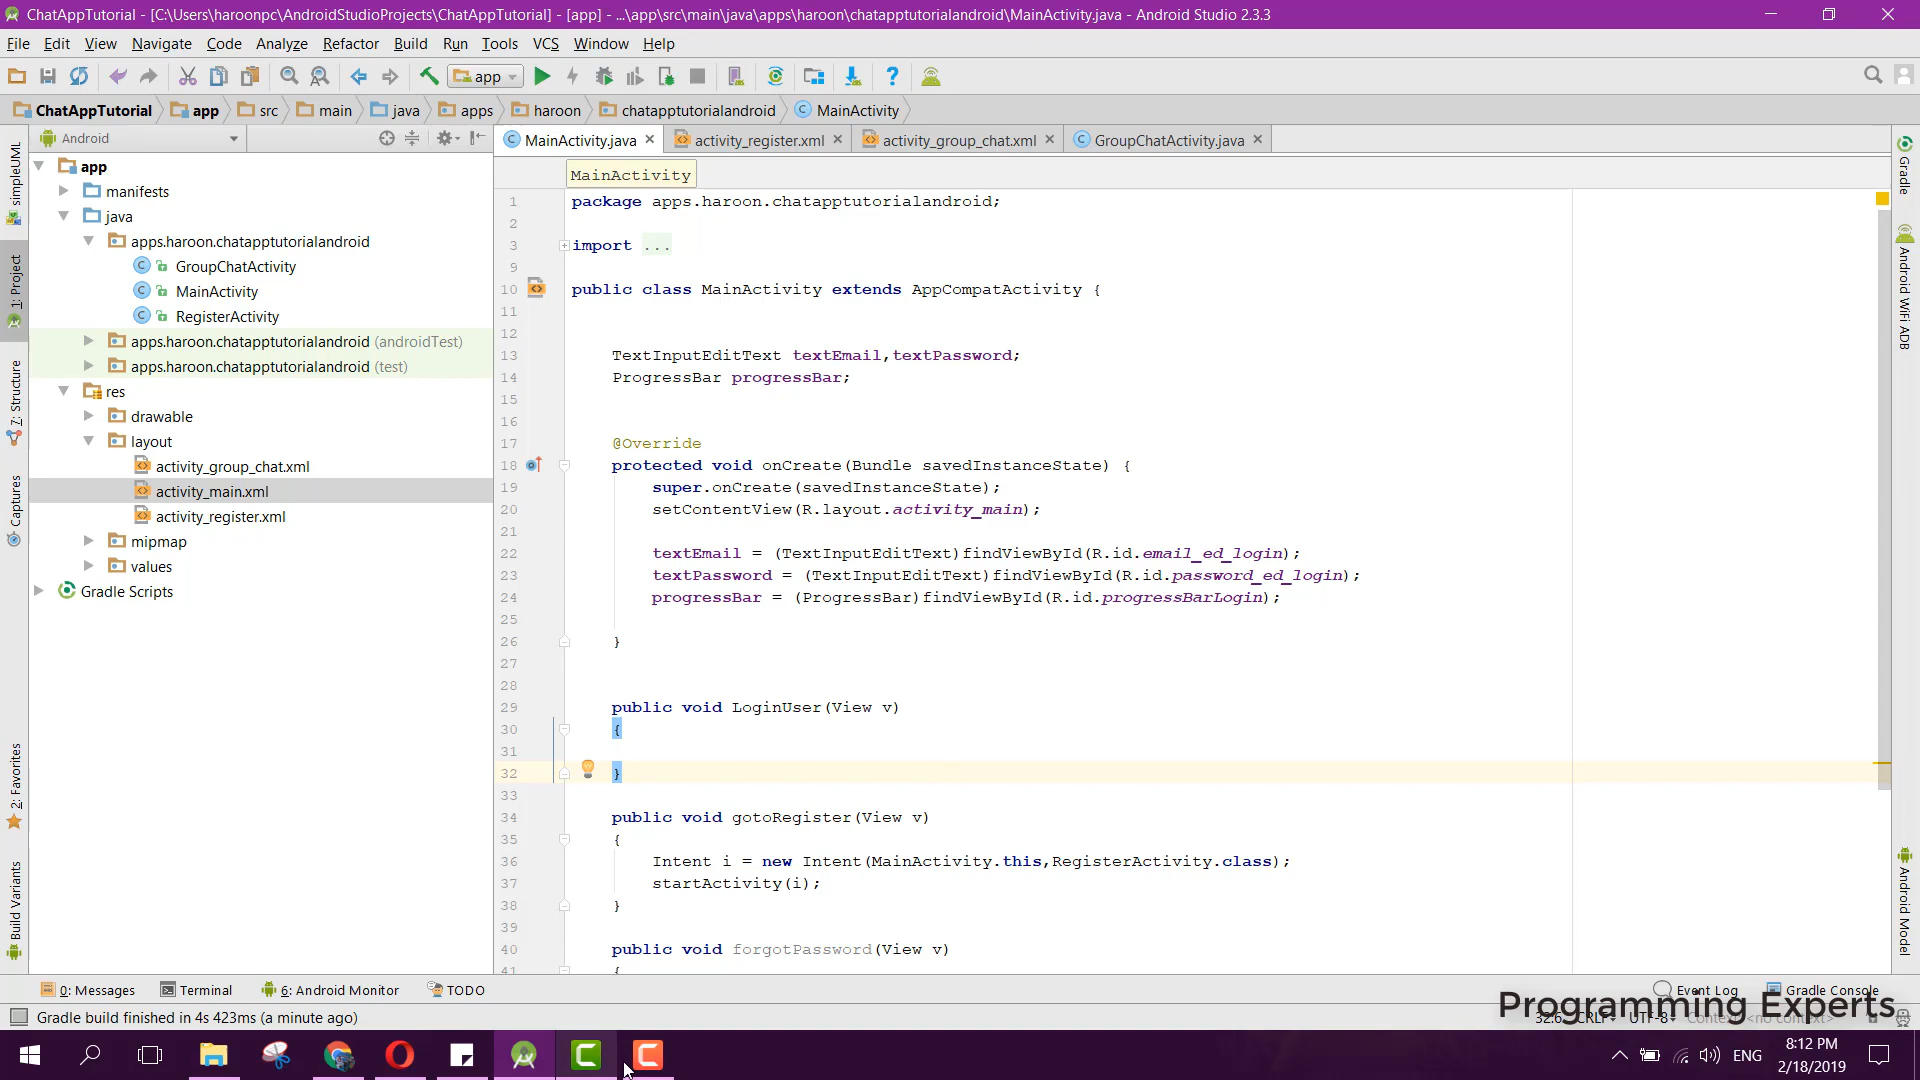 ChatAppTutorial - [C:\Users\haroonpc\AndroidStudioProjects\ChatAppTutorial] - [app] - ...\app\src\main\java\apps\haroon\chatapptutorialandroid\MainActivity.java - Android Studio 2.3.3
File Edit View Navigate Code Analyze Refactor Build Run Tools VCS Window Help
app
ChatAppTutorial app src main java apps haroon chatapptutorialandroid MainActivity
Android
MainActivity.java activity_register.xml activity_group_chat.xml GroupChatActivity.java
MainActivity
app
manifests
java
apps.haroon.chatapptutorialandroid
GroupChatActivity
MainActivity
RegisterActivity
apps.haroon.chatapptutorialandroid (androidTest)
apps.haroon.chatapptutorialandroid (test)
res
drawable
layout
activity_group_chat.xml
activity_main.xml
activity_register.xml
mipmap
values
Gradle Scripts
simpleUML
1: Project
7: Structure
Captures
2: Favorites
Build Variants
1 package apps.haroon.chatapptutorialandroid;
2
3 import ...
9
10 public class MainActivity extends AppCompatActivity {
11
12
13 TextInputEditText textEmail,textPassword;
14 ProgressBar progressBar;
15
16
17 @Override
18 protected void onCreate(Bundle savedInstanceState) {
19 super.onCreate(savedInstanceState);
20 setContentView(R.layout.activity_main);
21
22 textEmail = (TextInputEditText)findViewById(R.id.email_ed_login);
23 textPassword = (TextInputEditText)findViewById(R.id.password_ed_login);
24 progressBar = (ProgressBar)findViewById(R.id.progressBarLogin);
25
26 }
27
28
29 public void LoginUser(View v)
30 {
31
32 }
33
34 public void gotoRegister(View v)
35 {
36 Intent i = new Intent(MainActivity.this,RegisterActivity.class);
37 startActivity(i);
38 }
39
40 public void forgotPassword(View v)
41 {
Gradle
Android WiFi ADB
Android Model
0: Messages Terminal 6: Android Monitor TODO Event Log Gradle Console
Programming Experts
Gradle build finished in 4s 423ms (a minute ago) 32:6 CRLF UTF-8 Context: <no context>
ENG
8:12 PM
2/18/2019